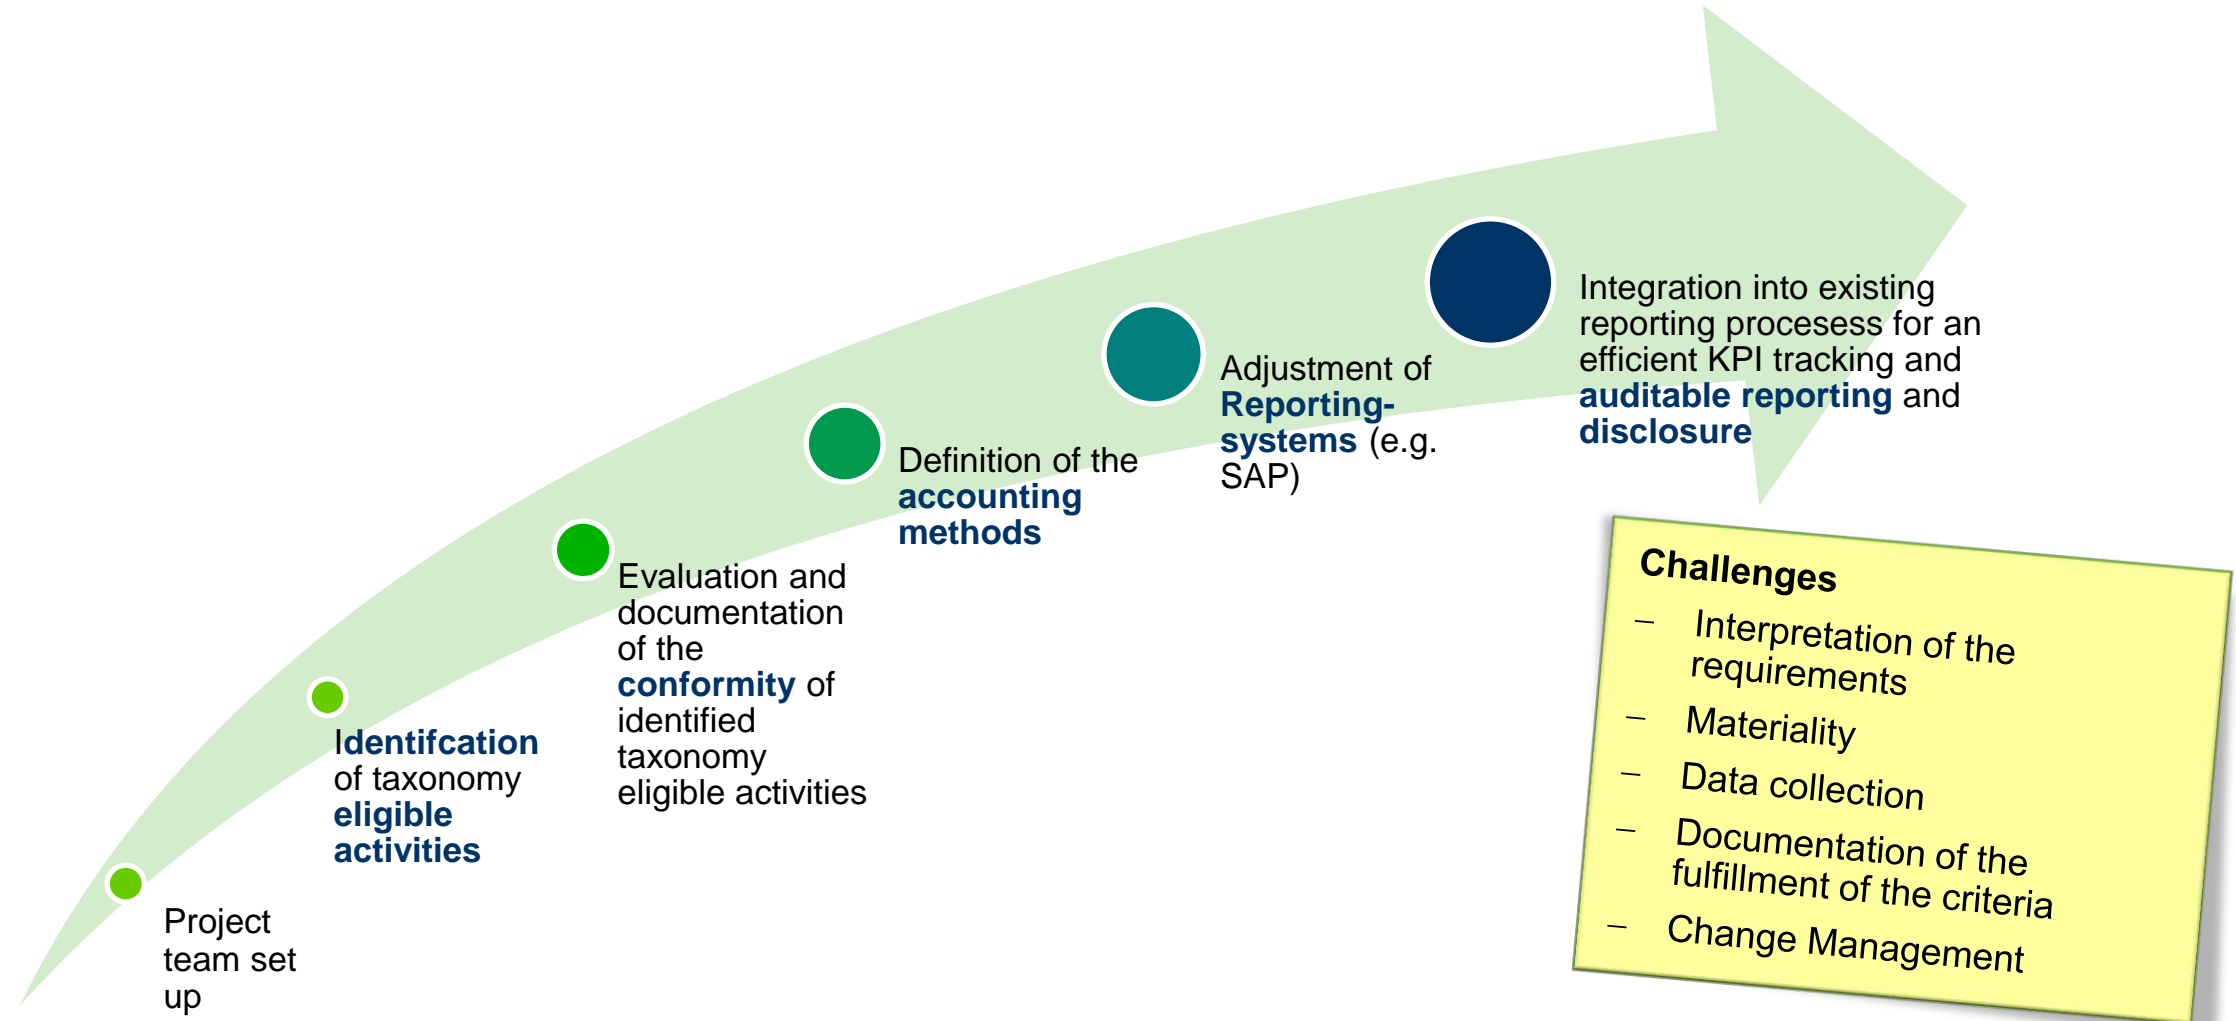 Project
team set
up
Identifcation
of taxonomy
eligible
activities
Evaluation and
documentation
of the
conformity of
identified
taxonomy
eligible activities
Definition of the
accounting
methods
Adjustment of
Reporting-
systems (e.g.
SAP)
Integration into existing
reporting procesess for an
efficient KPI tracking and
auditable reporting and
disclosure
Challenges
– Interpretation of the
requirements
– Materiality
– Data collection
– Documentation of the
fulfillment of the criteria
– Change Management